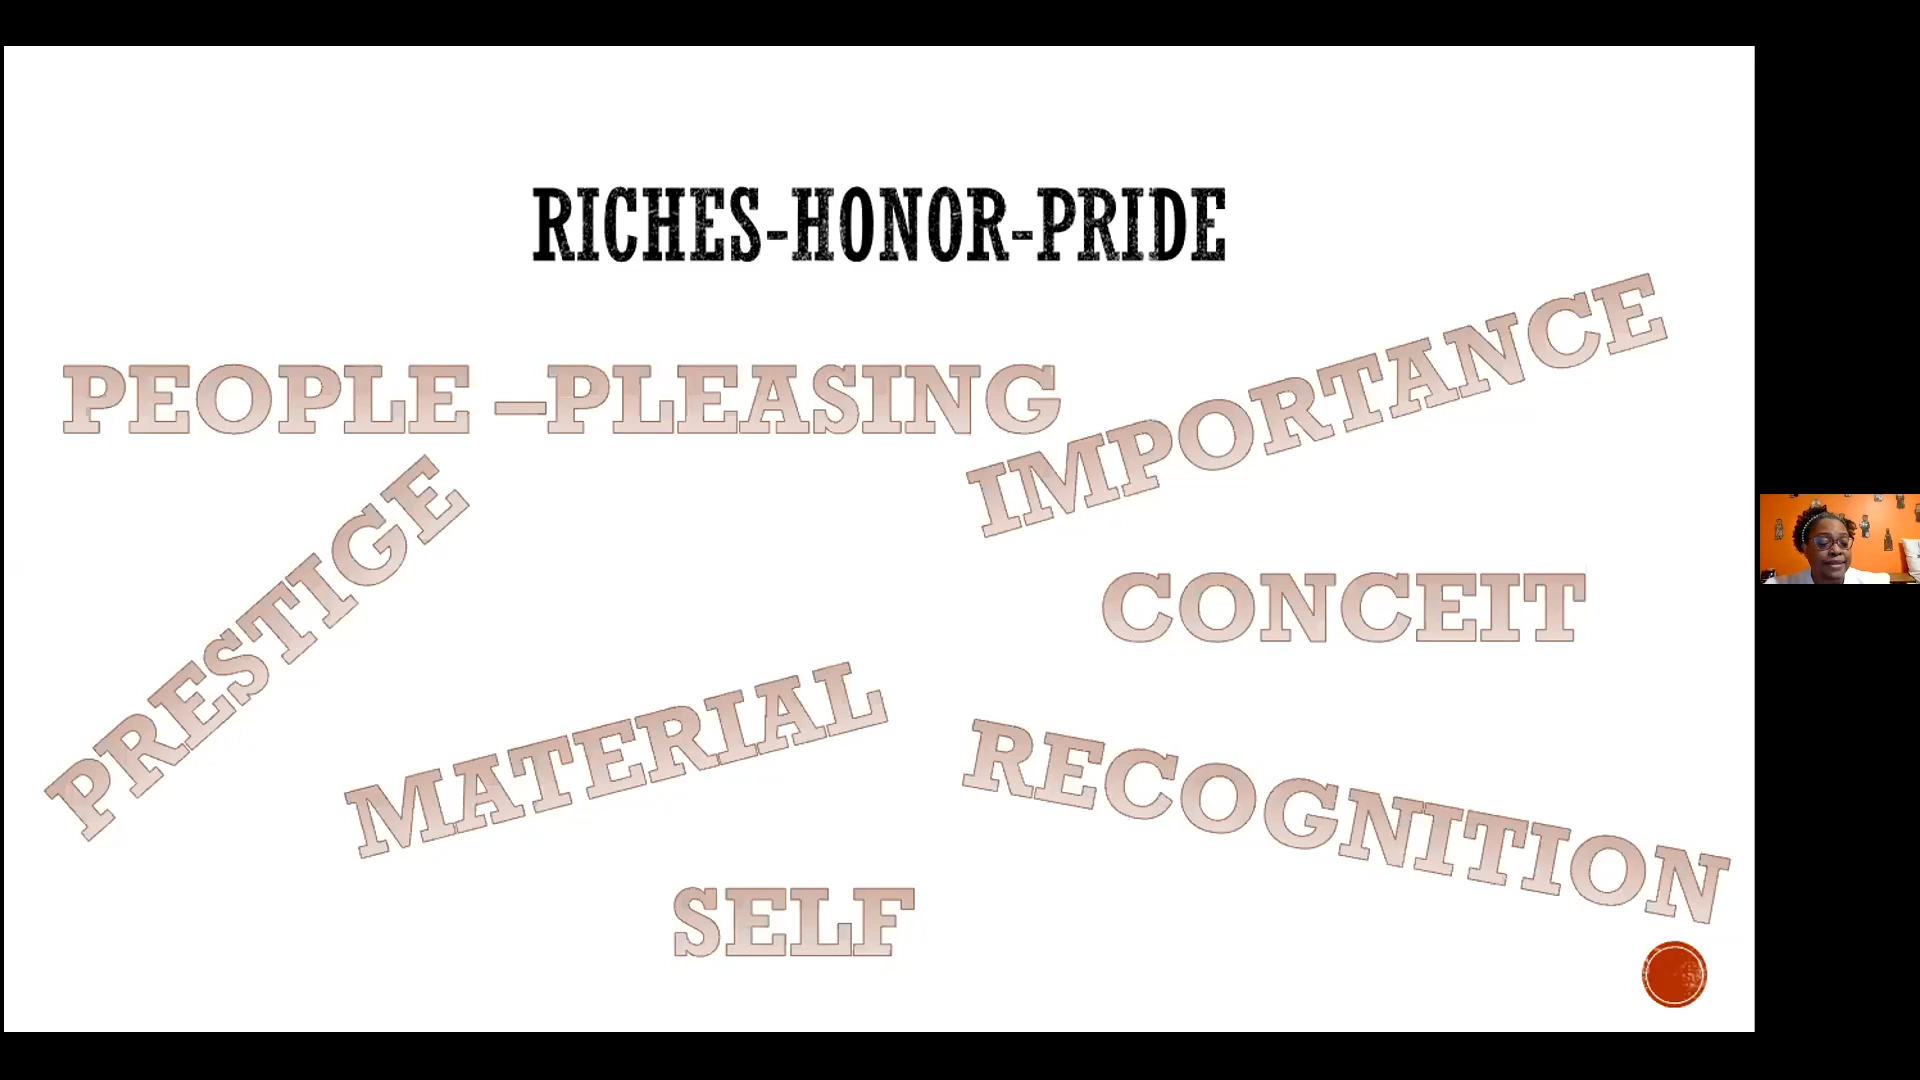 RICHES-HONOR-PRIDE
PEOPLE –PLEASING
IMPORTANCE
PRESTIGE
CONCEIT
MATERIAL
RECOGNITION
SELF